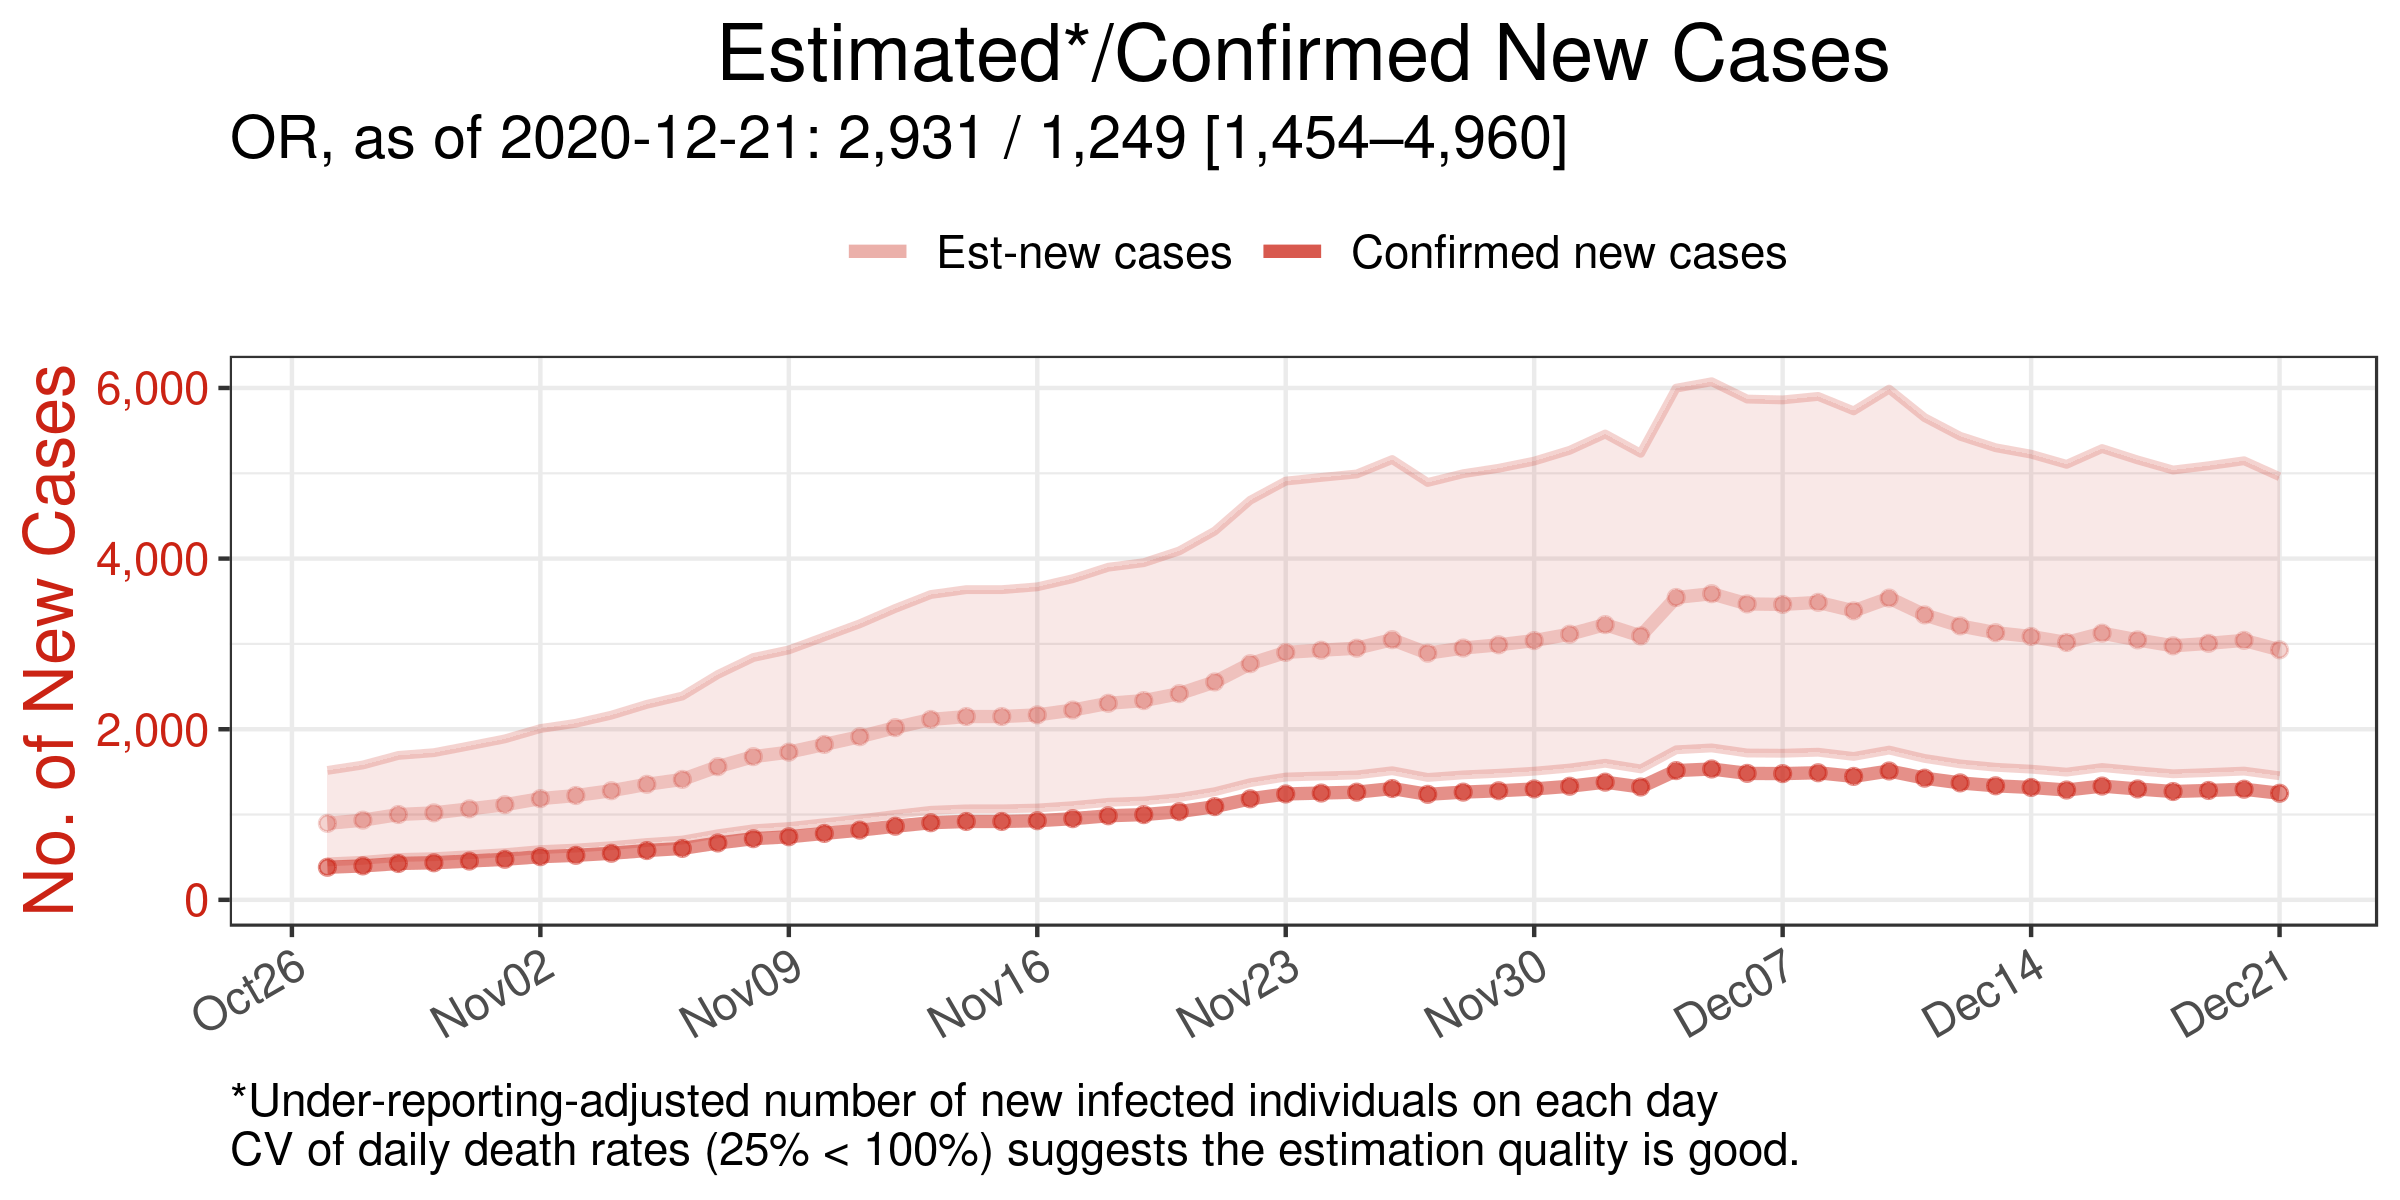 Estimated*/Confirmed New Cases
OR, as of 2020-12-21: 2,931 / 1,249 [1,454–4,960]
Est-new cases Confirmed new cases
No. of New Cases
6,000
4,000
2,000
0
Oct26 Nov02 Nov09 Nov16 Nov23 Nov30 Dec07 Dec14 Dec21
*Under-reporting-adjusted number of new infected individuals on each day
CV of daily death rates (25% < 100%) suggests the estimation quality is good.